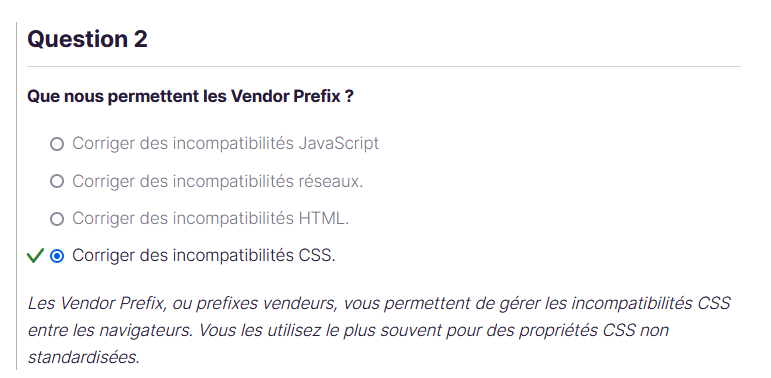 Question 2
Que nous permettent les Vendor Prefix ?
Corriger des incompatibilités JavaScript
Corriger des incompatibilités réseaux.
Corriger des incompatibilités HTML.
Corriger des incompatibilités CSS.
Les Vendor Prefix, ou prefixes vendeurs, vous permettent de gérer les incompatibilités CSS
entre les navigateurs. Vous les utilisez le plus souvent pour des propriétés CSS non
standardisées.